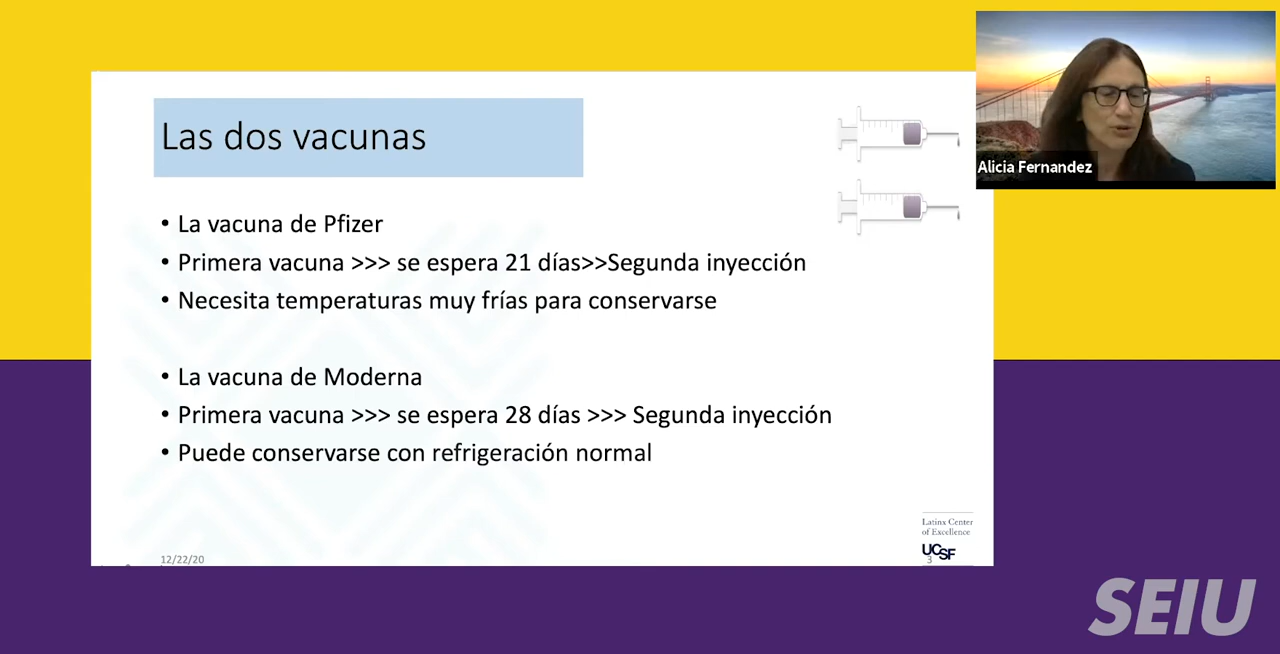 Las dos vacunas
• La vacuna de Pfizer
• Primera vacuna >>> se espera 21 días>>Segunda inyección
• Necesita temperaturas muy frías para conservarse
• La vacuna de Moderna
• Primera vacuna >>> se espera 28 días >>> Segunda inyección
• Puede conservarse con refrigeración normal
12/22/20
Latinx Center
of Excellence
UCSF
3
Alicia Fernandez
SEIU